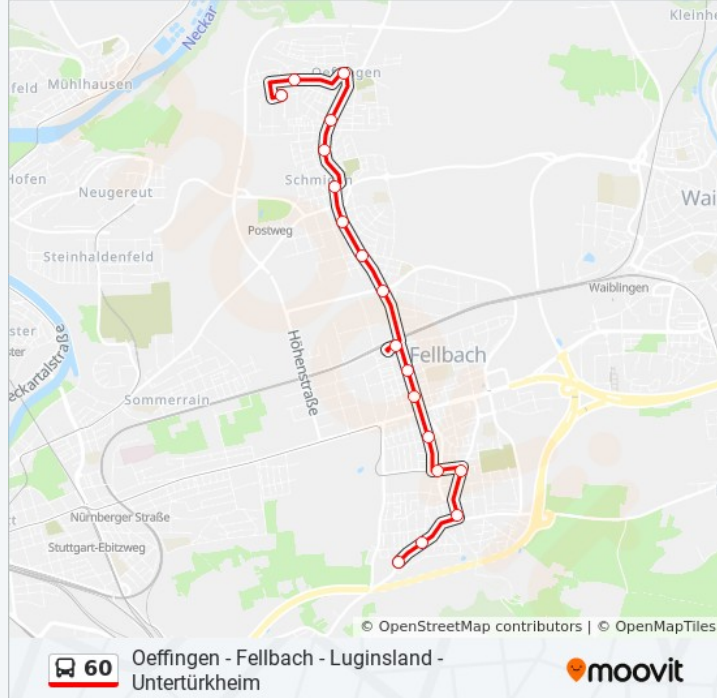 Kleinh
Neckar
Oeffingen
feld
Mühlhausen
Hofen
Neugereut
Schmiden
Wai
Postweg
Steinhaldenfeld
Waiblingen
ster
ster
eckartalstraße
Höhenstraße
Fellbach
Sommerrain
t
Nürnberger Straße
Stuttgart-Ebitzweg
© OpenStreetMap contributors | © OpenMapTiles
60
Oeffingen - Fellbach - Luginsland -
Untertürkheim
moovit